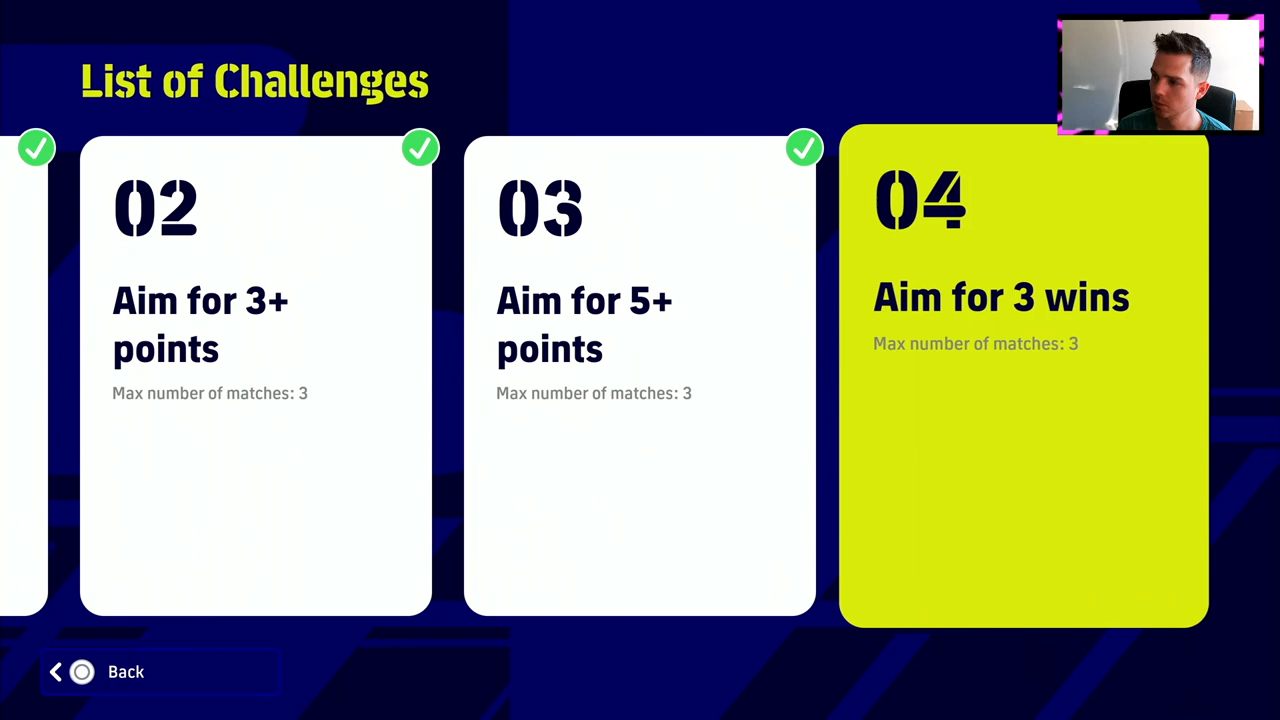 List of Challenges
02
Aim for 3+
points
Max number of matches: 3
03
Aim for 5+
points
Max number of matches: 3
04
Aim for 3 wins
Max number of matches: 3
Back